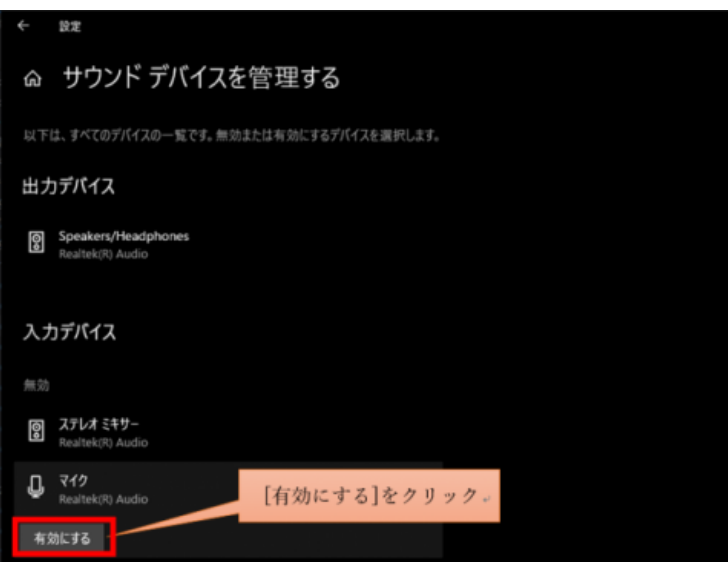 設定
サウンド デバイスを管理する
以下は、すべてのデバイスの一覧です。無効または有効にするデバイスを選択します。
出力デバイス
Speakers/Headphones
Realtek(R) Audio
入力デバイス
無効
ステレオ ミキサー
Realtek(R) Audio
マイク
Realtek(R) Audio
[有効にする]をクリック
有効にする